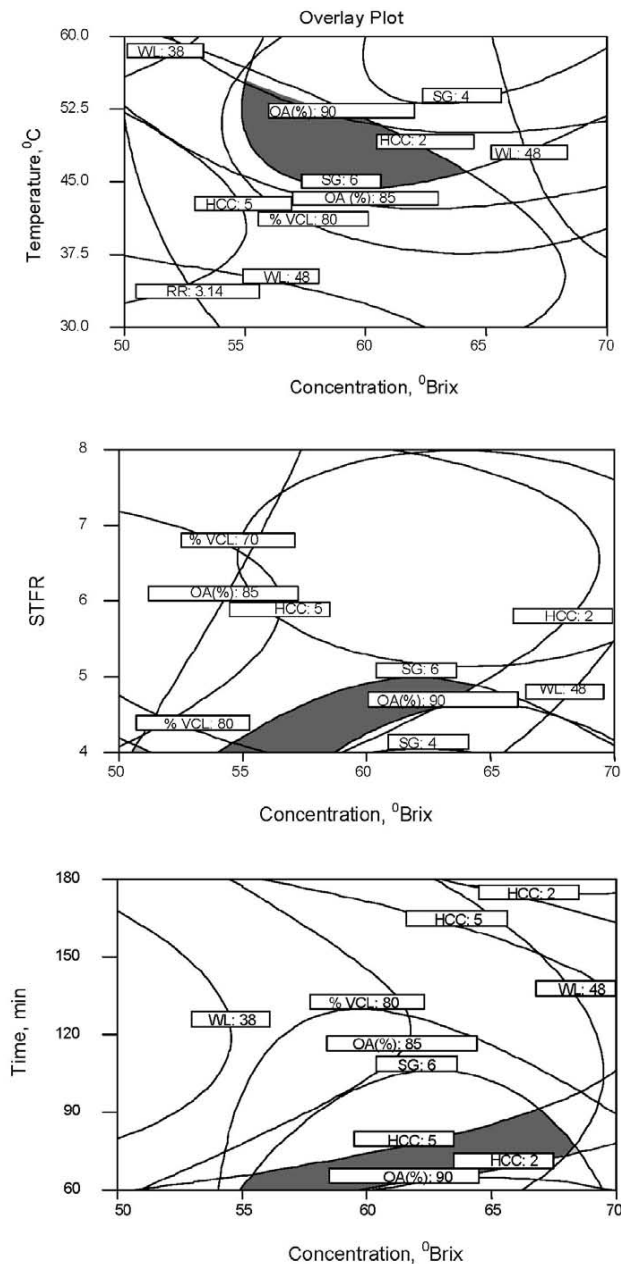 Overlay Plot
60.0
WL: 38
SG: 4
52.5
OA(%): 90
HCC: 2
WL: 48
45.0
SG: 6
OA (%): 85
HCC: 5
% VCL: 80
37.5
WL: 48
RR: 3.14
30.0
50 55 60 65 70
Temperature, ⁰C
Concentration, ⁰Brix
8
7
% VCL: 70
6
OA(%): 85
HCC: 5
HCC: 2
5
SG: 6
WL: 48
OA(%): 90
% VCL: 80
SG: 4
4
50 55 60 65 70
STFR
Concentration, ⁰Brix
180
HCC: 2
HCC: 5
150
WL: 48
% VCL: 80
WL: 38
120
OA(%): 85
SG: 6
90
HCC: 5
HCC: 2
OA(%): 90
60
50 55 60 65 70
Time, min
Concentration, ⁰Brix